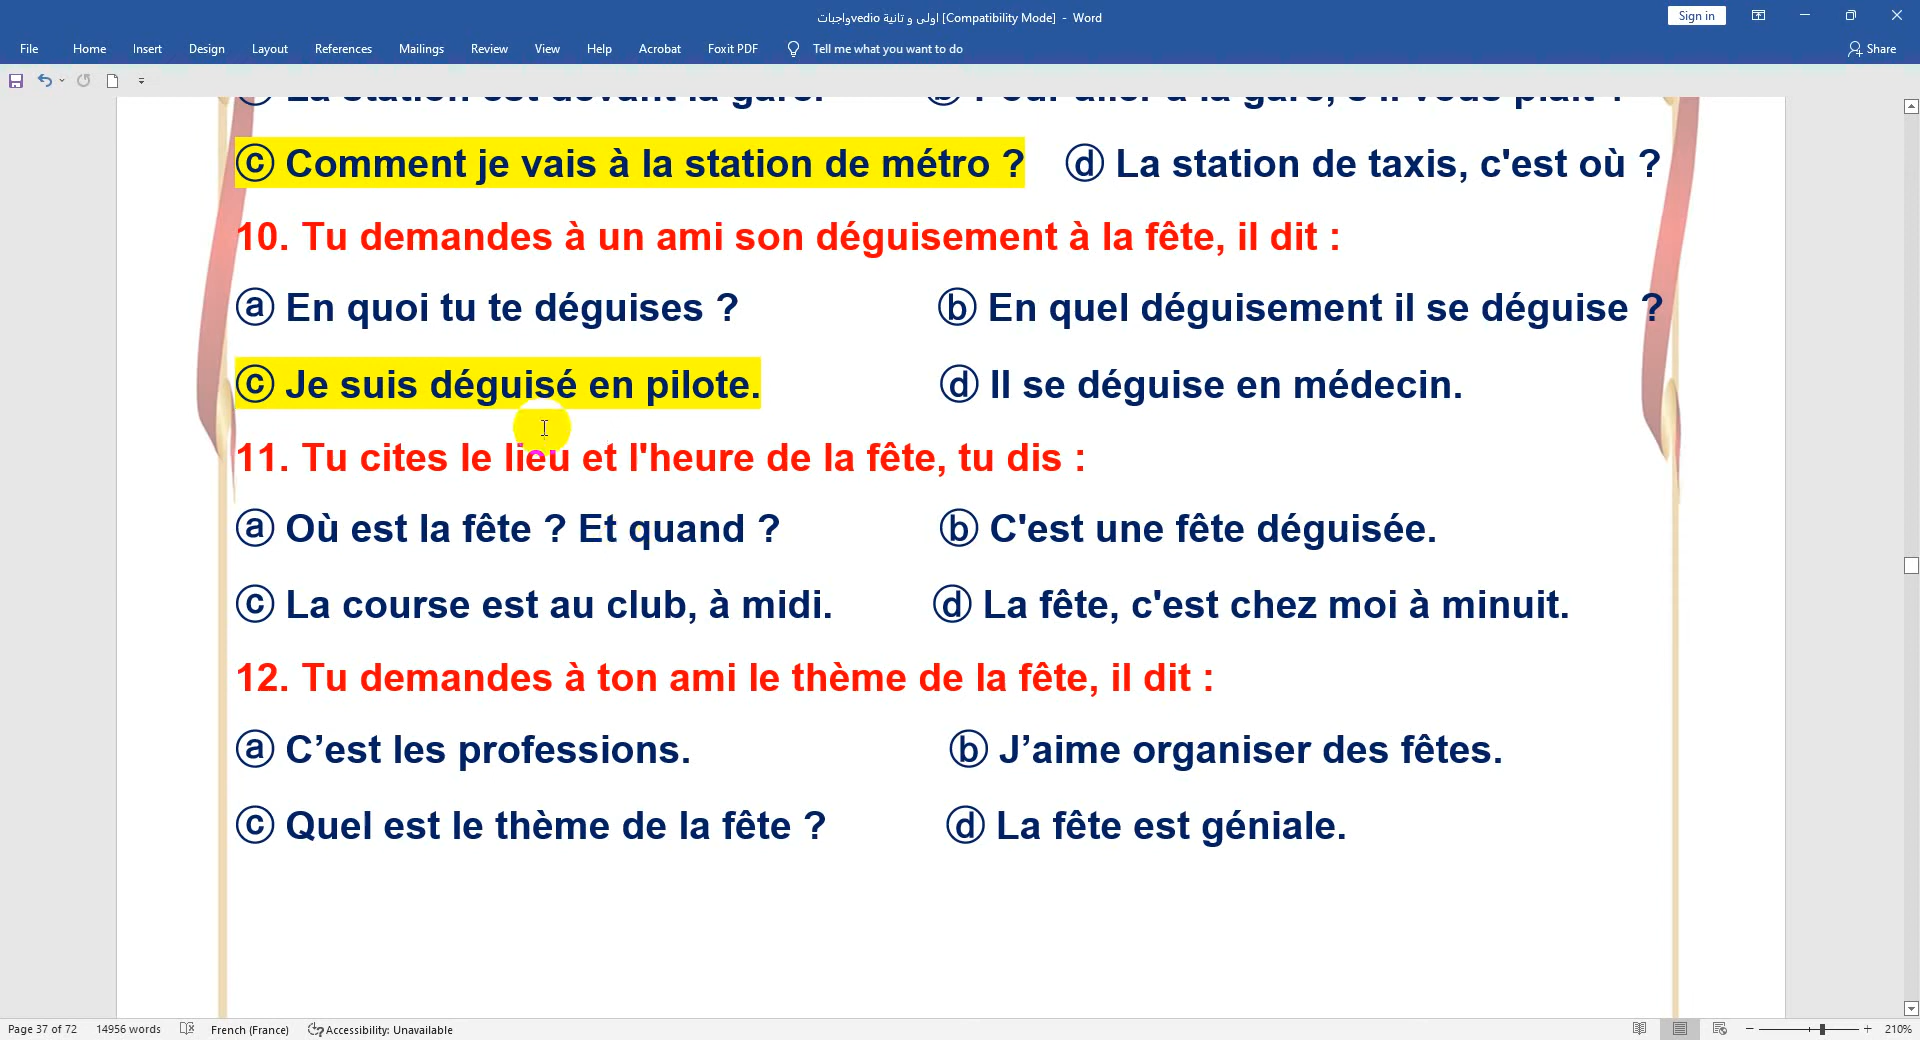 واجباتvedio اولى و ثانية [Compatibility Mode] - Word
Sign in
File Home Insert Design Layout References Mailings Review View Help Acrobat Foxit PDF Tell me what you want to do Share
ⓒ Comment je vais à la station de métro ? ⓓ La station de taxis, c'est où ?
10. Tu demandes à un ami son déguisement à la fête, il dit :
ⓐ En quoi tu te déguises ? ⓑ En quel déguisement il se déguise ?
ⓒ Je suis déguisé en pilote. ⓓ Il se déguise en médecin.
11. Tu cites le lieu et l'heure de la fête, tu dis :
ⓐ Où est la fête ? Et quand ? ⓑ C'est une fête déguisée.
ⓒ La course est au club, à midi. ⓓ La fête, c'est chez moi à minuit.
12. Tu demandes à ton ami le thème de la fête, il dit :
ⓐ C’est les professions. ⓑ J’aime organiser des fêtes.
ⓒ Quel est le thème de la fête ? ⓓ La fête est géniale.
Page 37 of 72 14956 words French (France) Accessibility: Unavailable 210%